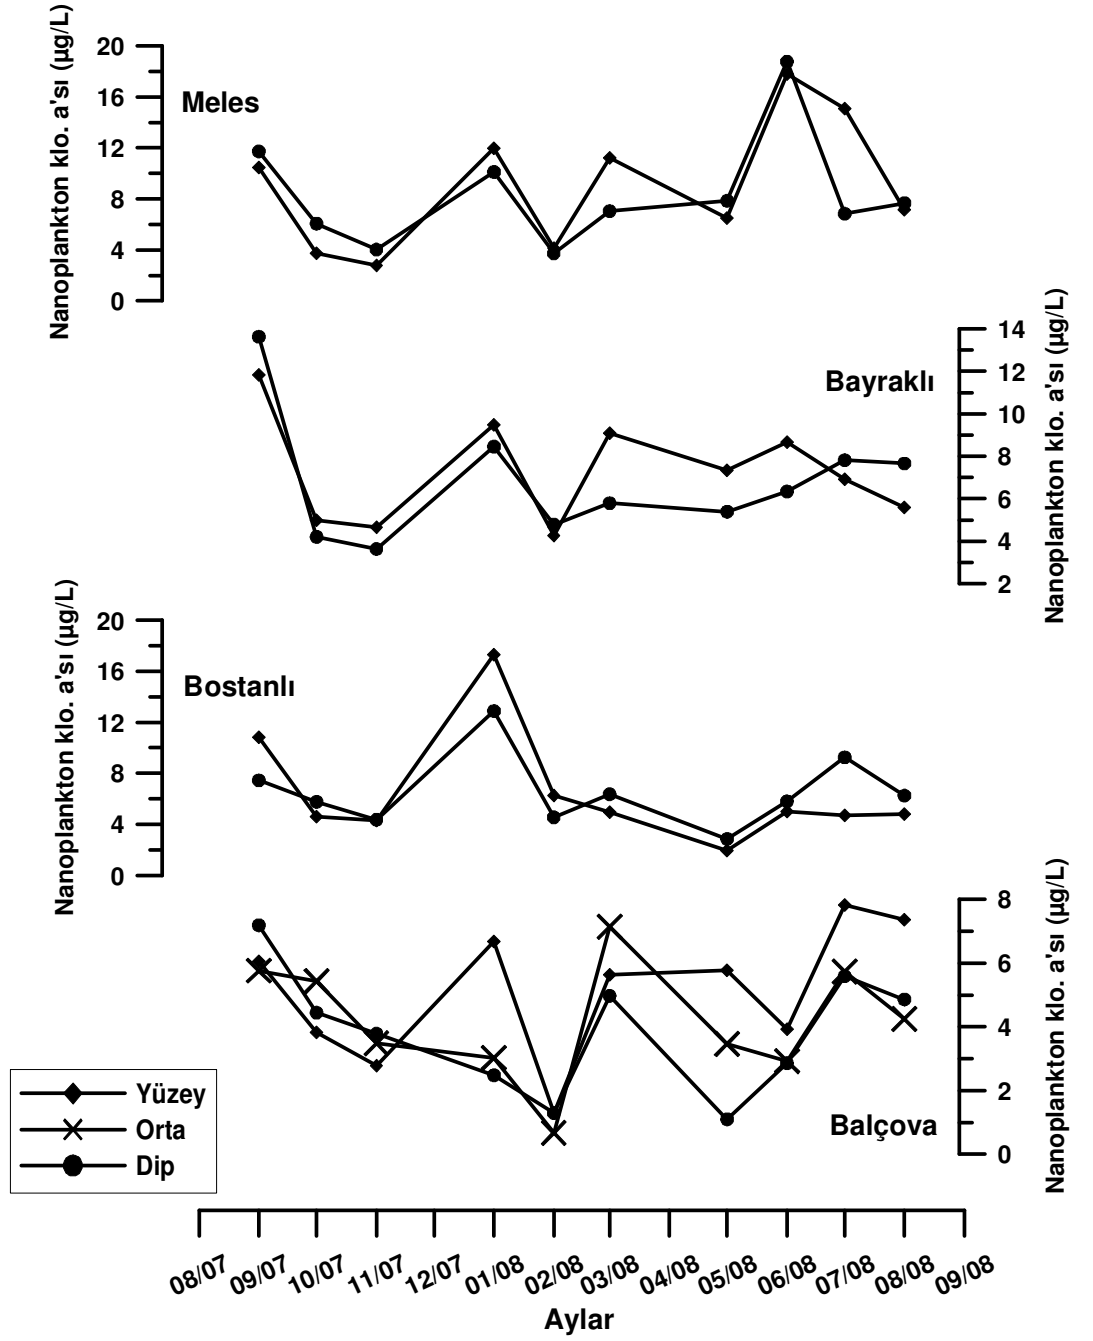 Nanoplankton klo. a'sı (µg/L)
20
16
12
8
4
0
Meles
Nanoplankton klo. a'sı (µg/L)
14
12
10
8
6
4
2
Bayraklı
Nanoplankton klo. a'sı (µg/L)
20
16
12
8
4
0
Bostanlı
Nanoplankton klo. a'sı (µg/L)
8
6
4
2
0
Balçova
Yüzey
Orta
Dip
08/07 09/07 10/07 11/07 12/07 01/08 02/08 03/08 04/08 05/08 06/08 07/08 08/08 09/08
Aylar